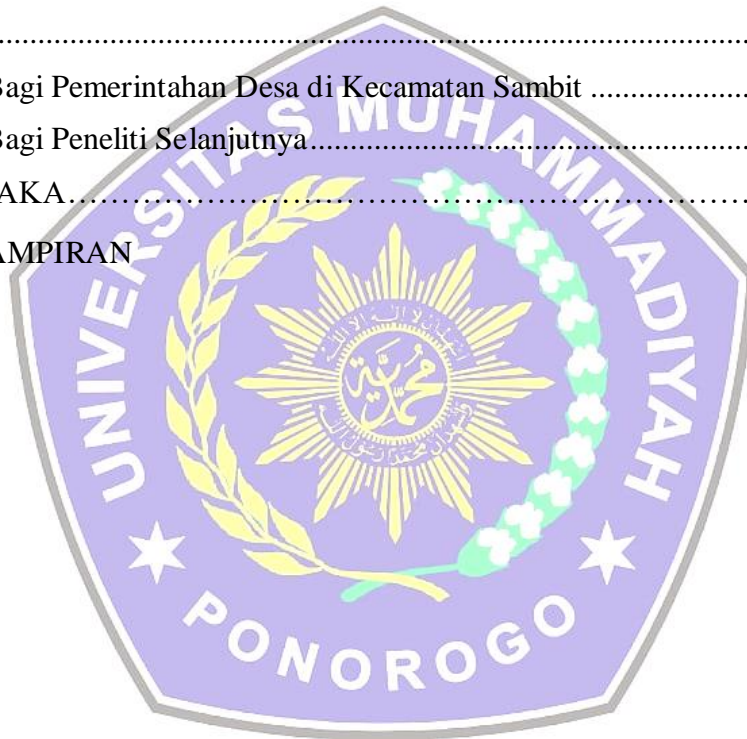 ....................................................................................................
Bagi Pemerintahan Desa di Kecamatan Sambit ....................
Bagi Peneliti Selanjutnya....................................................
AKA……………………………………………………
AMPIRAN
UNIVERSITAS MUHAMMADIYAH
PONOROGO